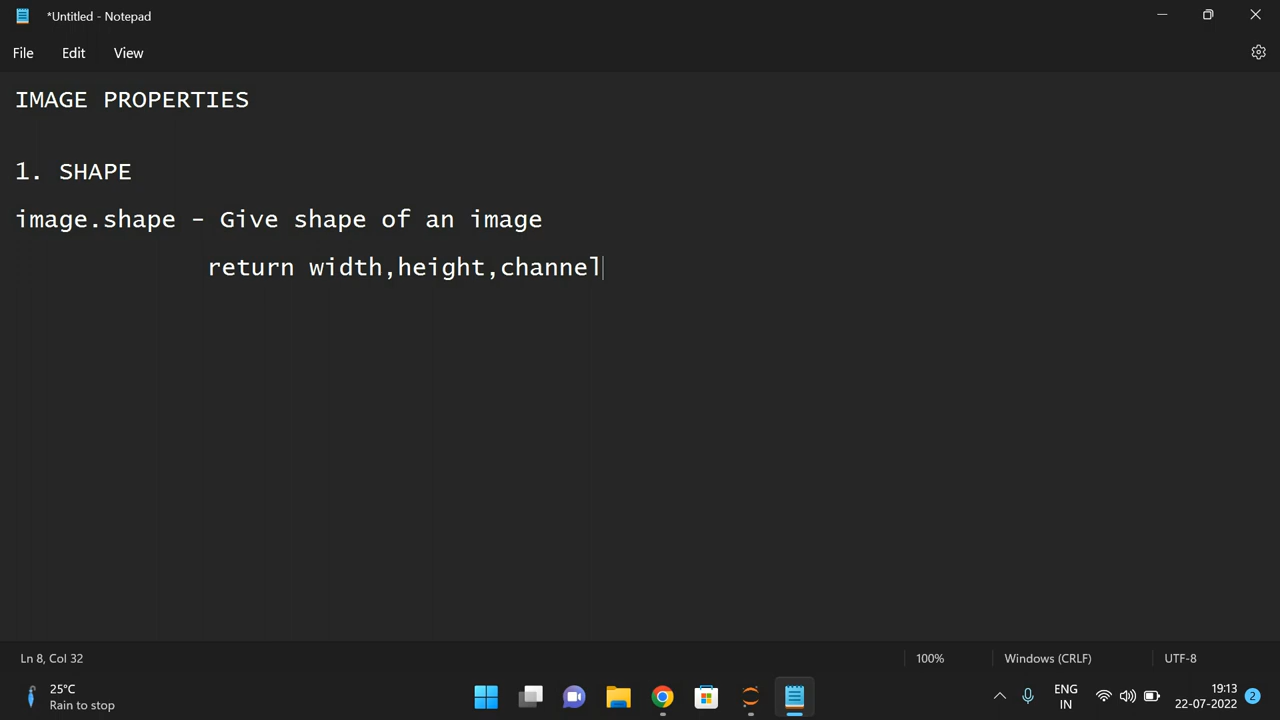 *Untitled - Notepad
File Edit View
IMAGE PROPERTIES
1. SHAPE
image.shape - Give shape of an image
return width,height,channel
Ln 8, Col 32 100% Windows (CRLF) UTF-8
25°C
Rain to stop
ENG
IN
19:13
22-07-2022
2